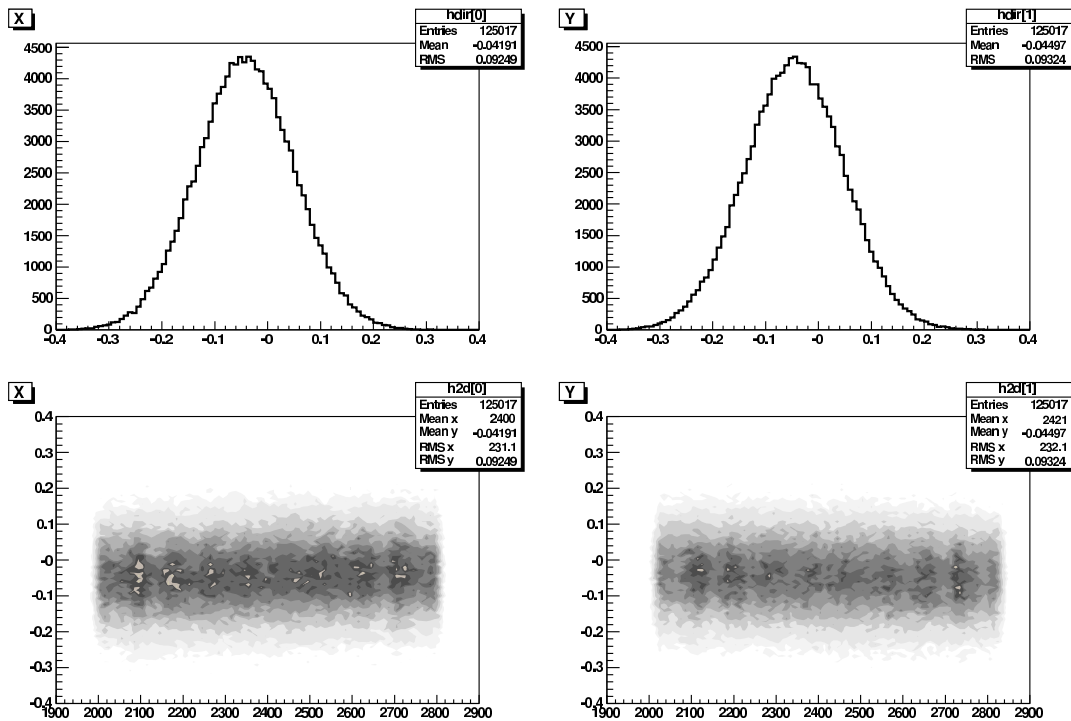 X
hdir[0]
Entries 125017
Mean -0.04191
RMS 0.09249
4500
4000
3500
3000
2500
2000
1500
1000
500
0
-0.4 -0.3 -0.2 -0.1 -0 0.1 0.2 0.3 0.4
Y
hdir[1]
Entries 125017
Mean -0.04497
RMS 0.09324
4500
4000
3500
3000
2500
2000
1500
1000
500
0
-0.4 -0.3 -0.2 -0.1 -0 0.1 0.2 0.3 0.4
X
h2d[0]
Entries 125017
Mean x 2400
Mean y -0.04191
RMS x 231.1
RMS y 0.09249
0.4
0.3
0.2
0.1
-0
-0.1
-0.2
-0.3
-0.4
1900 2000 2100 2200 2300 2400 2500 2600 2700 2800 2900
Y
h2d[1]
Entries 125017
Mean x 2421
Mean y -0.04497
RMS x 232.1
RMS y 0.09324
0.4
0.3
0.2
0.1
-0
-0.1
-0.2
-0.3
-0.4
1900 2000 2100 2200 2300 2400 2500 2600 2700 2800 2900